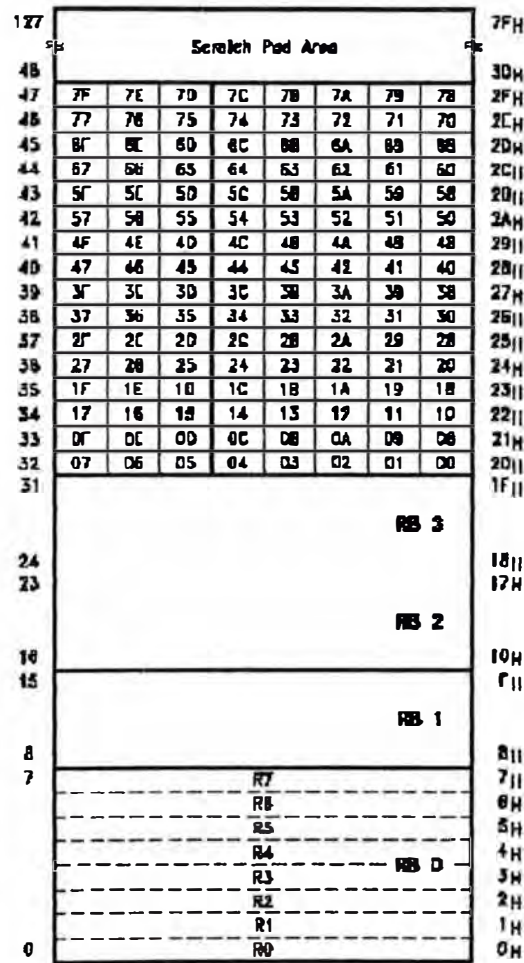 127 7FH
Scratch Pad Area
48 30H
47 7F 7E 7D 7C 7B 7A 79 78 2FH
46 77 76 75 74 73 72 71 70 2EH
45 6F 6E 6D 6C 6B 6A 69 68 2DH
44 67 66 65 64 63 62 61 60 2CH
43 5F 5E 5D 5C 5B 5A 59 58 2BH
42 57 56 55 54 53 52 51 50 2AH
41 4F 4E 4D 4C 4B 4A 49 48 29H
40 47 46 45 44 43 42 41 40 28H
39 3F 3E 3D 3C 3B 3A 39 38 27H
38 37 36 35 34 33 32 31 30 26H
37 2F 2E 2D 2C 2B 2A 29 28 25H
36 27 26 25 24 23 22 21 20 24H
35 1F 1E 1D 1C 1B 1A 19 18 23H
34 17 16 15 14 13 12 11 10 22H
33 0F 0E 0D 0C 0B 0A 09 08 21H
32 07 06 05 04 03 02 01 00 20H
31 1FH
RB 3
24 18H
23 17H
RB 2
16 10H
15 FH
RB 1
8 8H
7 R7 7H
R6 6H
R5 5H
R4 4H
RB 0
R3 3H
R2 2H
R1 1H
0 R0 0H